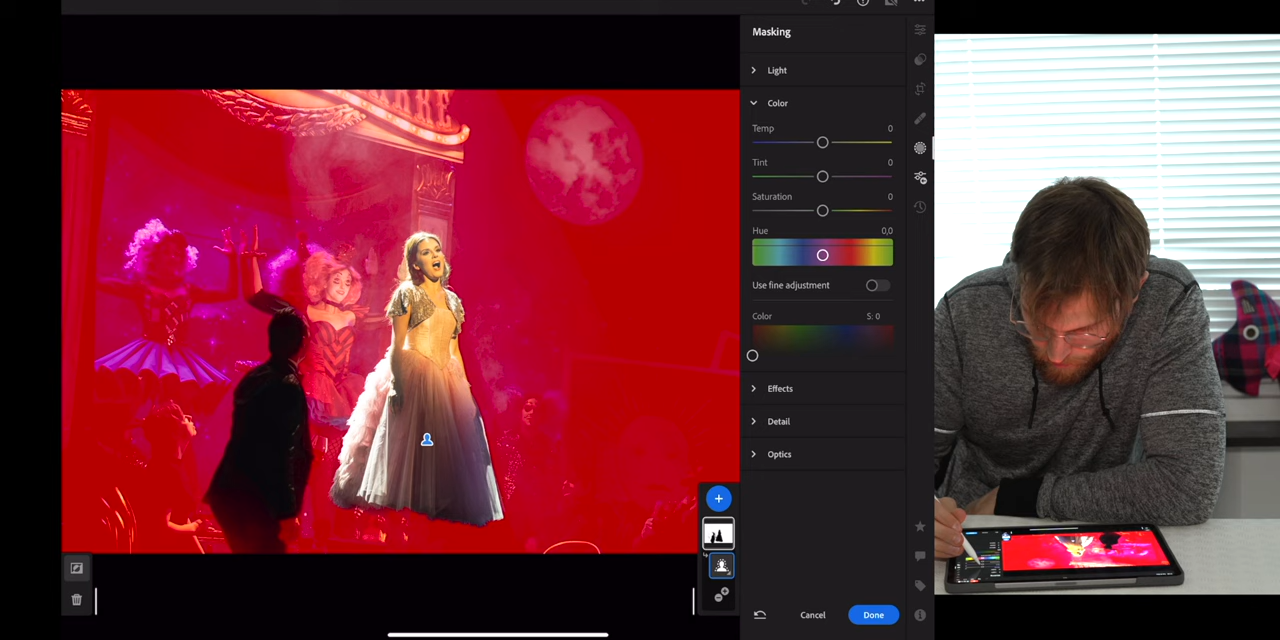 Masking
Light
Color
Temp 0
Tint 0
Saturation 0
Hue 0,0
Use fine adjustment
Color S: 0
Effects
Detail
Optics
Cancel Done